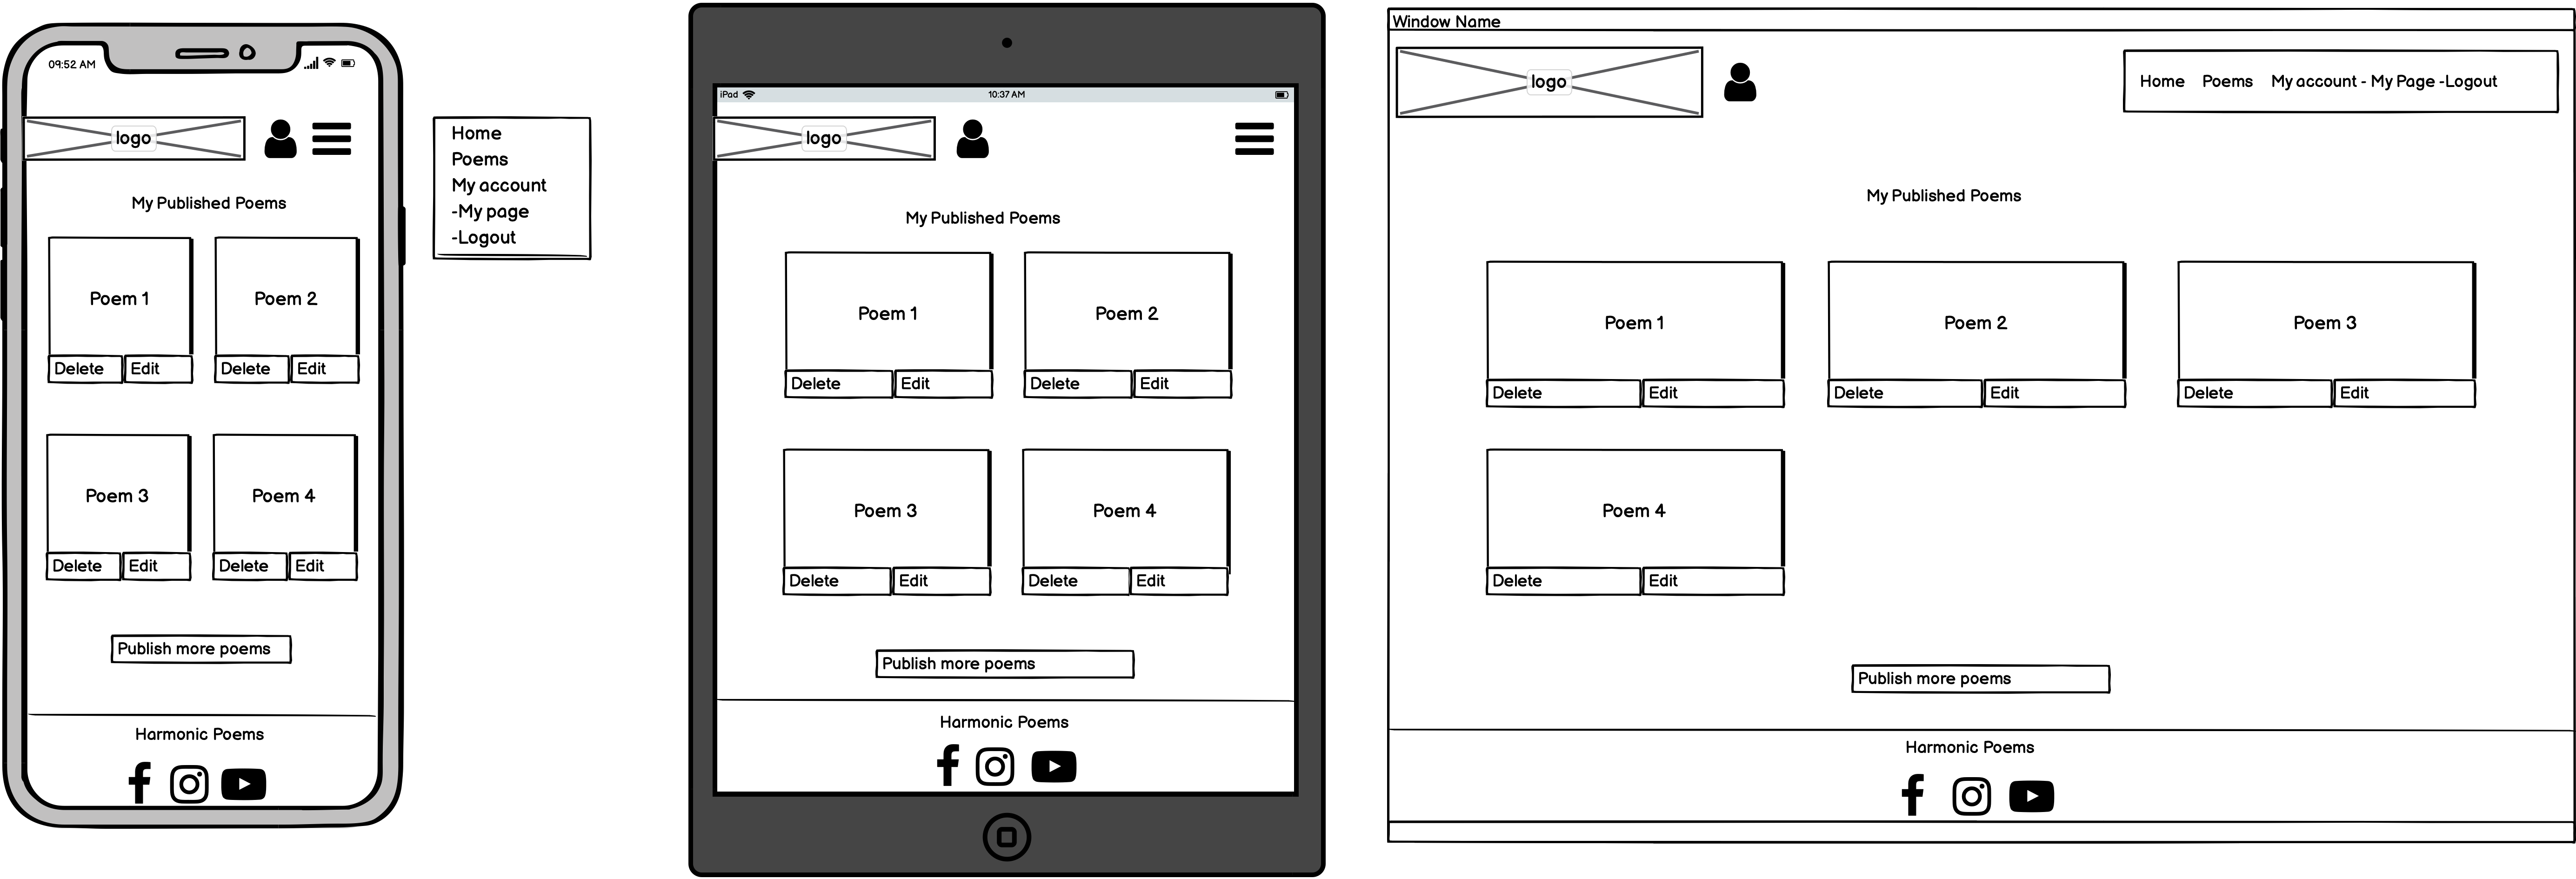 09:52 AM
logo
My Published Poems
Poem 1
Poem 2
Delete
Edit
Delete
Edit
Poem 3
Poem 4
Delete
Edit
Delete
Edit
Publish more poems
Harmonic Poems
Home
Poems
My account
-My page
-Logout
iPad
10:37 AM
logo
My Published Poems
Poem 1
Poem 2
Delete
Edit
Delete
Edit
Poem 3
Poem 4
Delete
Edit
Delete
Edit
Publish more poems
Harmonic Poems
Window Name
logo
Home Poems My account - My Page -Logout
My Published Poems
Poem 1
Poem 2
Poem 3
Delete
Edit
Delete
Edit
Delete
Edit
Poem 4
Delete
Edit
Publish more poems
Harmonic Poems